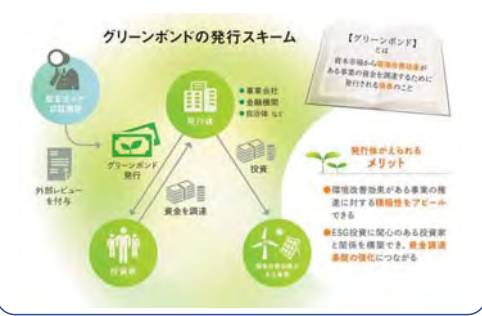 グリーンボンドの発行スキーム
【グリーンボンド】
とは
資本市場から環境改善効果が
ある事業の資金を調達するために
発行される債券のこと
発行体
●事業会社
●金融機関
●自治体 など
グリーンボンド
発行
外部レビュー
を付与
投資
資金を調達
投資家
発行体がえられる
メリット
●環境改善効果がある事業の推
進に対する積極性をアピール
できる
●ESG投資に関心のある投資家
と関係を構築でき、資金調達
基盤の強化につながる